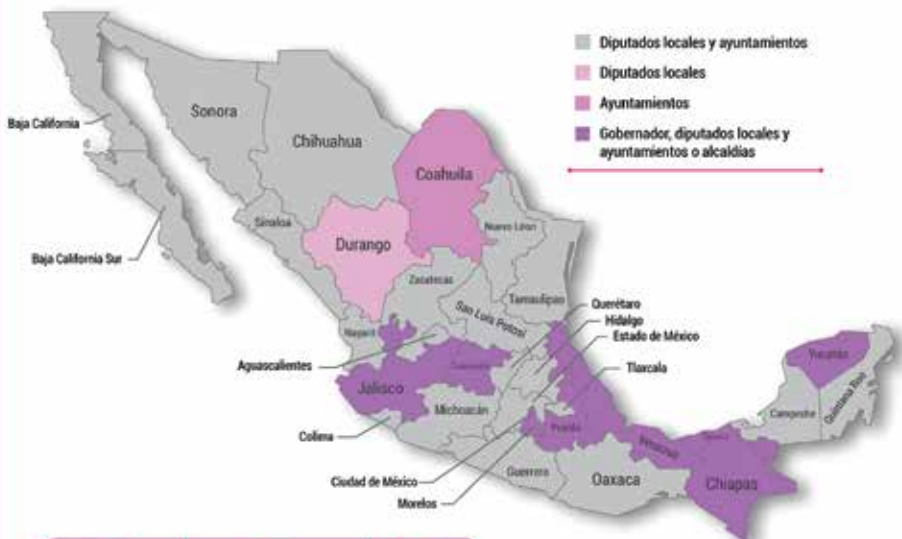 Diputados locales y ayuntamientos
Diputados locales
Ayuntamientos
Gobernador, diputados locales y
ayuntamientos o alcaldías
Baja California
Sonora
Chihuahua
Coahuila
Sinaloa
Nuevo León
Durango
Baja California Sur
Zacatecas
Tamaulipas
San Luis Potosí
Querétaro
Hidalgo
Estado de México
Nayarit
Aguascalientes
Tlaxcala
Yucatán
Guanajuato
Jalisco
Quintana Roo
Michoacán
Campeche
Colima
Puebla
Veracruz
Tabasco
Ciudad de México
Guerrero
Oaxaca
Chiapas
Morelos